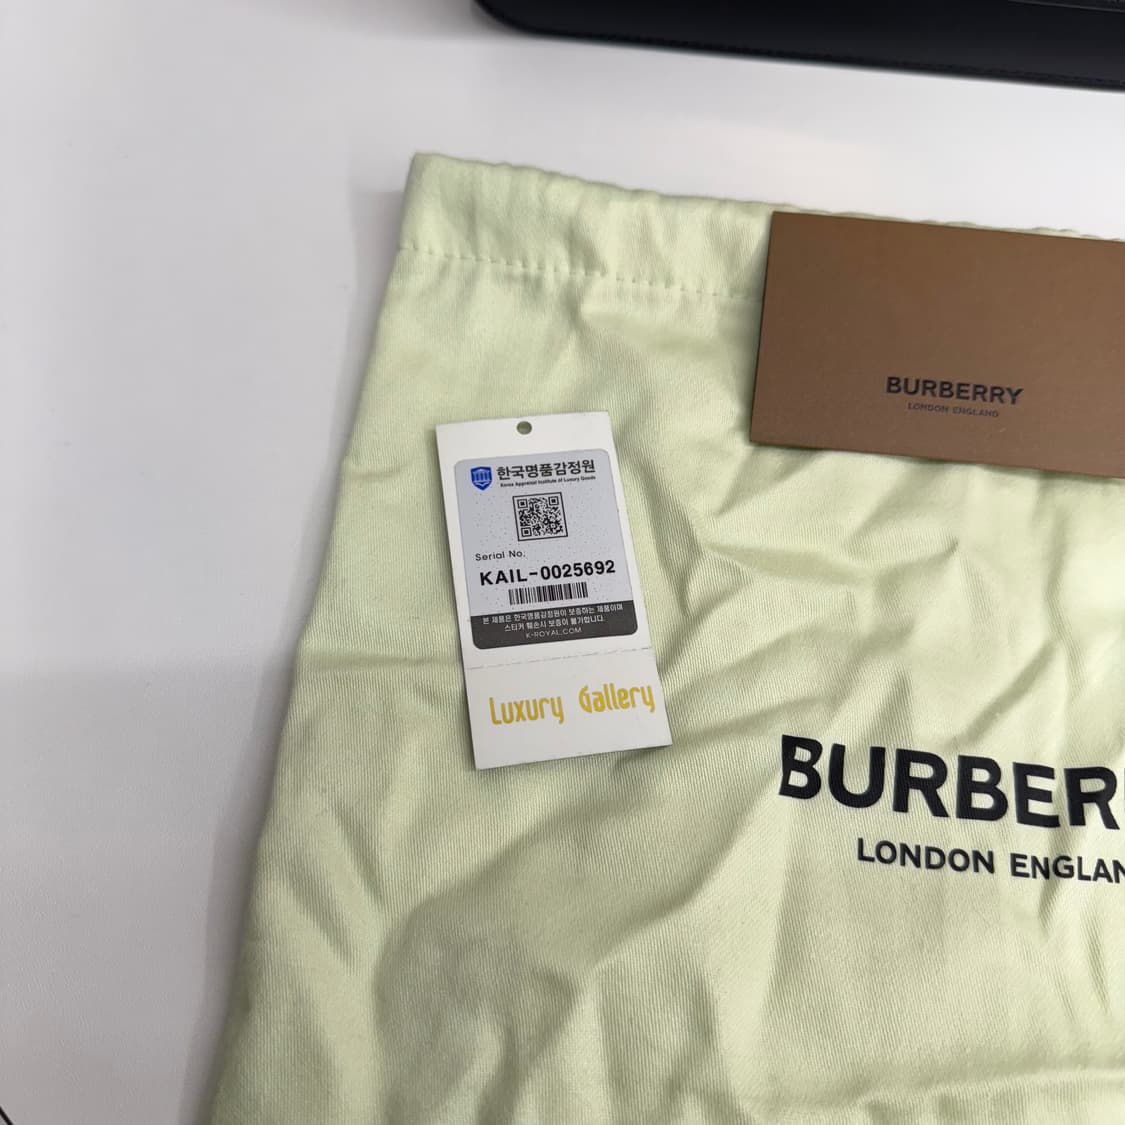 BURBERRY
LONDON ENGLAND
한국명품감정원
Korea Appraisal Institute of Luxury Goods
Serial No.
KAIL-0025692
본 제품은 한국명품감정원이 보증하는 제품이며
스티커 훼손시 보증이 불가합니다.
K-ROYAL.COM
Luxury Gallery
BURBER
LONDON ENGLAN